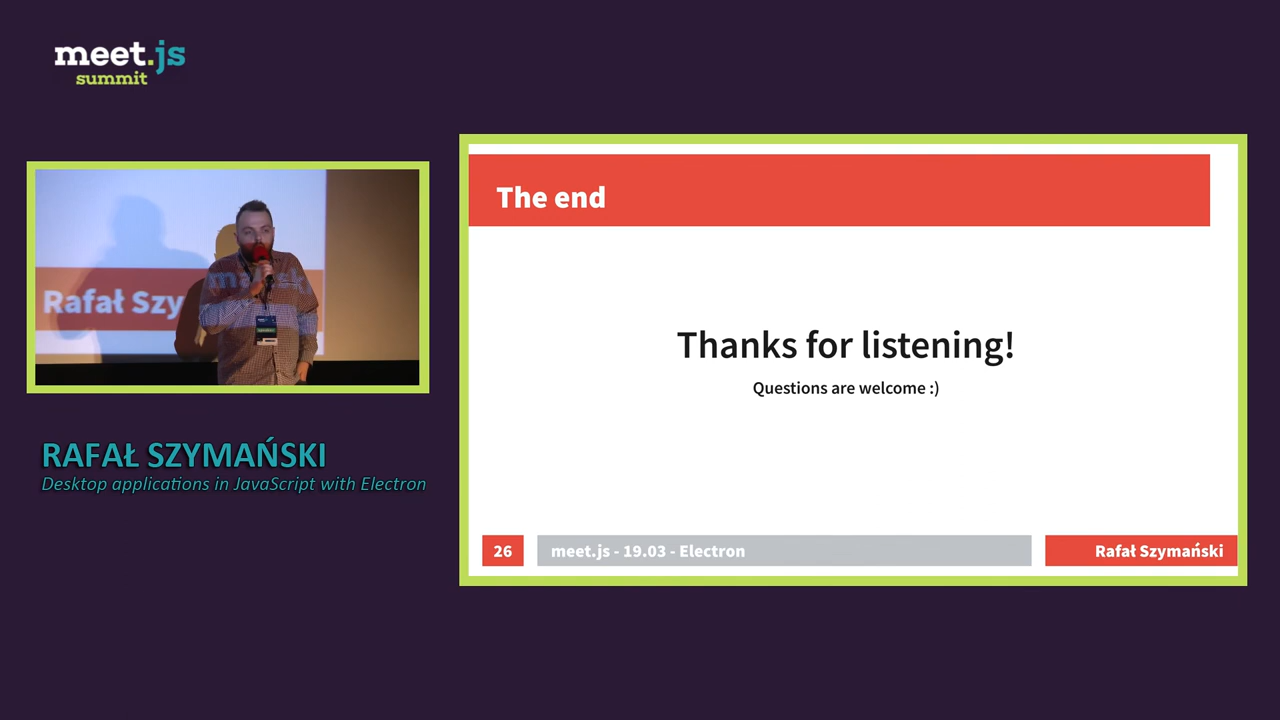 meet.js
summit
Rafał Szy
RAFAŁ SZYMAŃSKI
Desktop applications in JavaScript with Electron
The end
Thanks for listening!
Questions are welcome :)
26
meet.js - 19.03 - Electron
Rafał Szymański